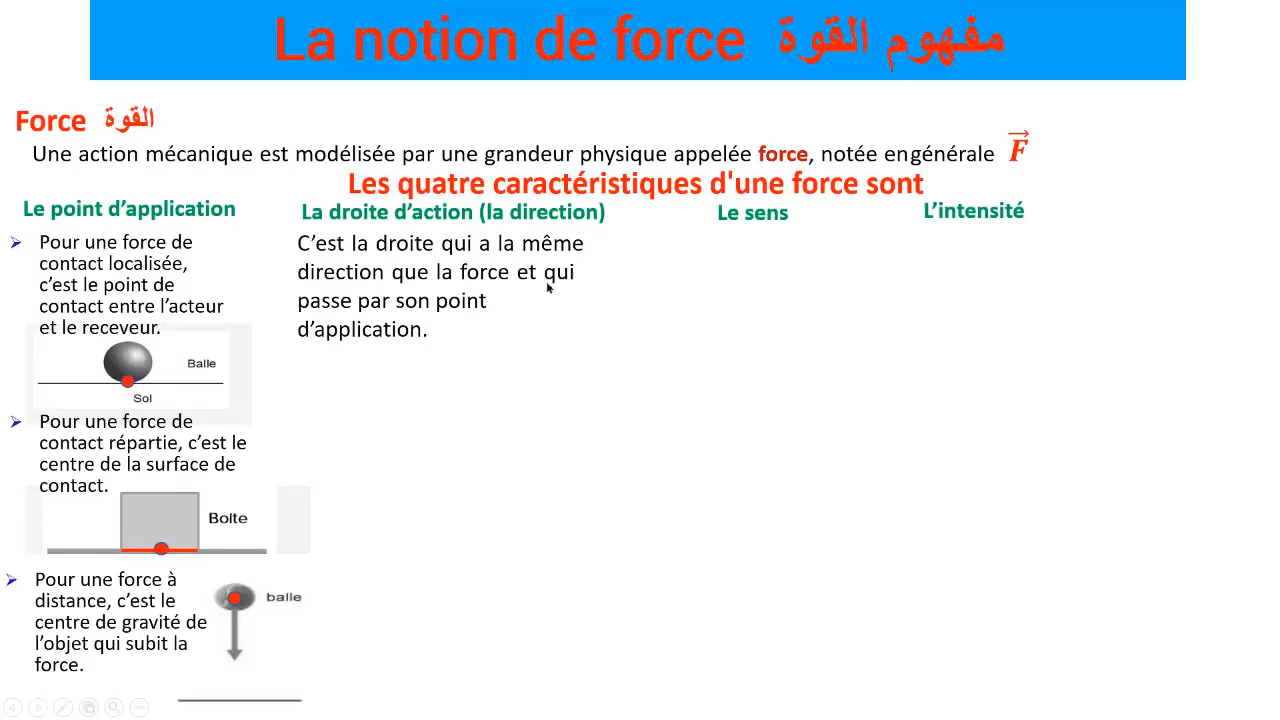 La notion de force مفهوم القوة
Force القوة
Une action mécanique est modélisée par une grandeur physique appelée force, notée en générale F
Les quatre caractéristiques d'une force sont
Le point d’application
Pour une force de
contact localisée,
c’est le point de
contact entre l’acteur
et le receveur.
Balle
Sol
Pour une force de
contact répartie, c’est le
centre de la surface de
contact.
Boite
Pour une force à
distance, c’est le
centre de gravité de
l’objet qui subit la
force.
balle
La droite d’action (la direction)
C’est la droite qui a la même
direction que la force et qui
passe par son point
d’application.
Le sens
L’intensité